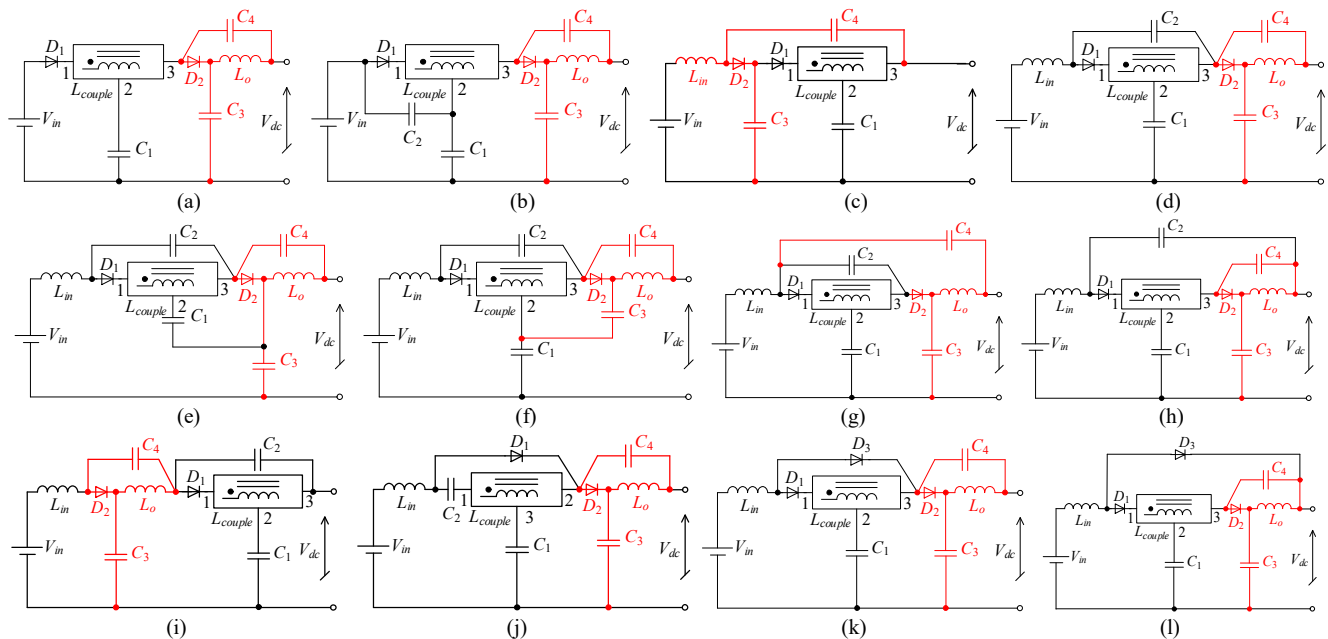 C4
D1
1
3
2
D2
Lo
Lcouple
Vin
C3
Vdc
C1
(a)
C4
D1
1
3
2
D2
Lo
Lcouple
Vin
C2
C3
Vdc
C1
(b)
C4
Lin
D2
D1
1
3
2
Lcouple
Vin
C3
C1
Vdc
(c)
C2
C4
Lin
D1
1
3
2
D2
Lo
Lcouple
Vin
C1
C3
Vdc
(d)
C2
C4
Lin
D1
1
3
2
D2
Lo
Lcouple
C1
Vin
C3
Vdc
(e)
C2
C4
Lin
D1
1
3
2
D2
Lo
Lcouple
C3
Vin
C1
Vdc
(f)
C4
C2
Lin
D1
1
3
2
D2
Lo
Lcouple
Vin
C1
C3
Vdc
(g)
C2
C4
Lin
D1
1
3
2
D2
Lo
Lcouple
Vin
C1
C3
Vdc
(h)
C4
C2
Lin
D2
Lo
D1
1
3
2
Lcouple
Vin
C3
C1
Vdc
(i)
D1
C4
Lin
C2
1
2
3
D2
Lo
Lcouple
Vin
C1
C3
Vdc
(j)
D3
C4
Lin
D1
1
3
2
D2
Lo
Lcouple
Vin
C1
C3
Vdc
(k)
D3
C4
Lin
D1
1
3
2
D2
Lo
Lcouple
Vin
C1
C3
Vdc
(l)